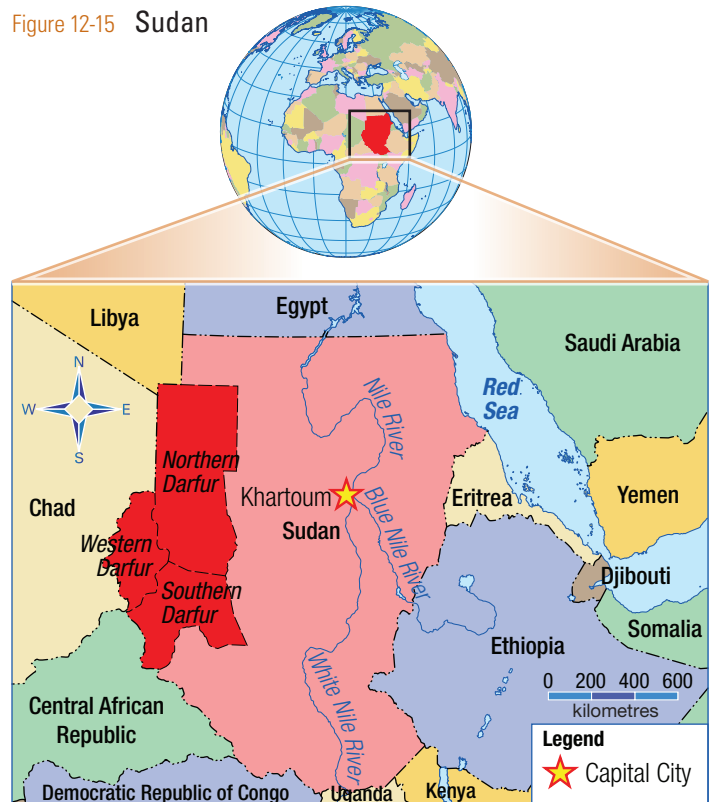 Figure 12-15 Sudan
Libya
Egypt
Saudi Arabia
N
W E
S
Red
Sea
Nile River
Northern
Darfur
Chad
Khartoum
Sudan
Blue Nile River
Eritrea
Yemen
Western
Darfur
Southern
Darfur
Djibouti
Somalia
Ethiopia
White Nile River
Central African
Republic
0 200 400 600
kilometres
Legend
Capital City
Democratic Republic of Congo
Uganda
Kenya